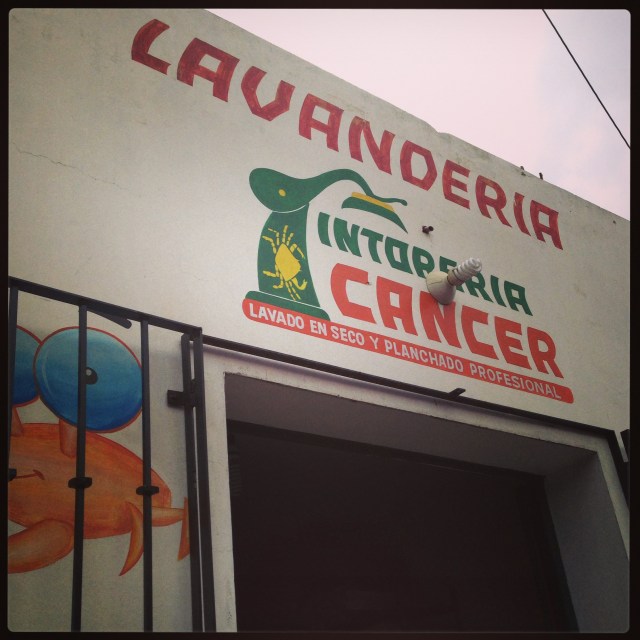 LAVANDERIA
TINTORERIA
CANCER
LAVADO EN SECO Y PLANCHADO PROFESIONAL